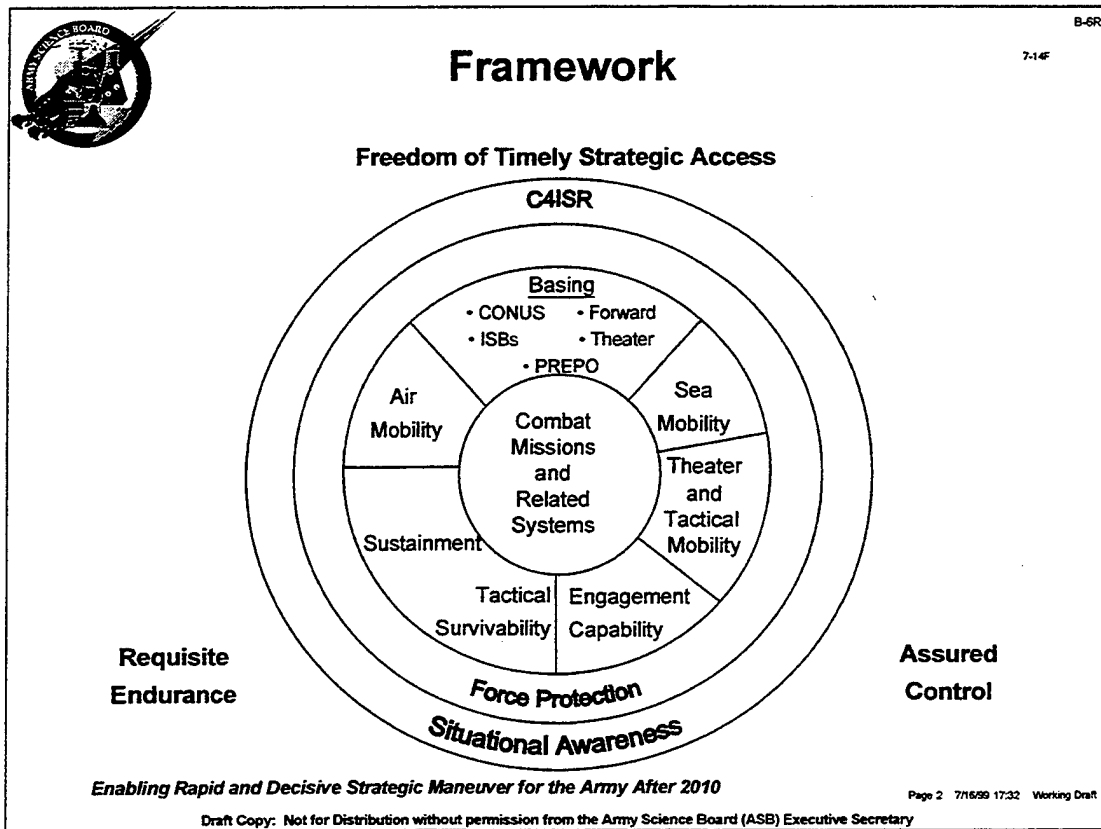 B-6R
7-14F
ARMY SCIENCE BOARD
Framework
Freedom of Timely Strategic Access
C4ISR
Basing
• CONUS • Forward
• ISBs • Theater
• PREPO
Air
Mobility
Sea
Mobility
Combat
Missions
and
Related
Systems
Theater
and
Tactical
Mobility
Sustainment
Tactical
Survivability
Engagement
Capability
Requisite
Endurance
Assured
Control
Force Protection
Situational Awareness
Enabling Rapid and Decisive Strategic Maneuver for the Army After 2010
Page 2 7/16/99 17:32 Working Draft
Draft Copy: Not for Distribution without permission from the Army Science Board (ASB) Executive Secretary